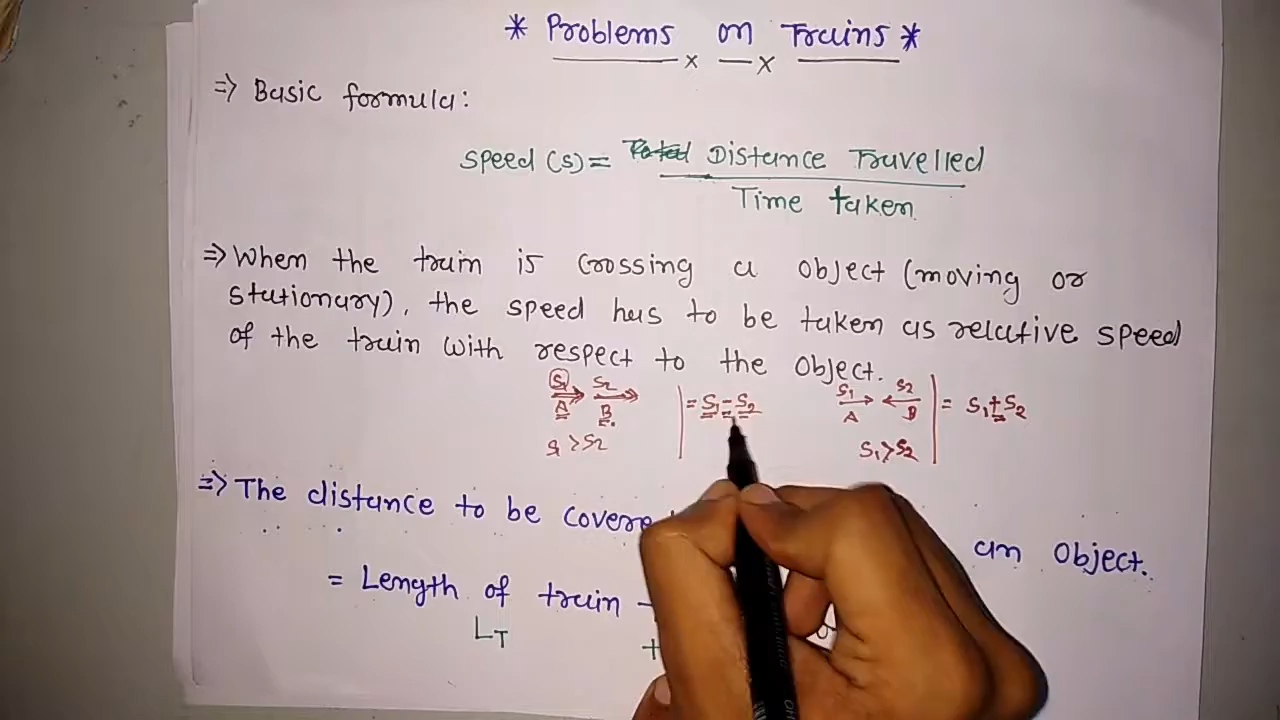 * Problems on Trains *
⇒ Basic formula:
Speed (s) = Distance Travelled
Time taken
⇒ When the train is crossing a object (moving or
stationary), the speed has to be taken as relative speed
of the train with respect to the object.
S1 S2 = S1 - S2 S1 S2 = S1 + S2
A B A B
S1 > S2 S1 > S2
⇒ The distance to be covere an object.
= Length of train
LT +